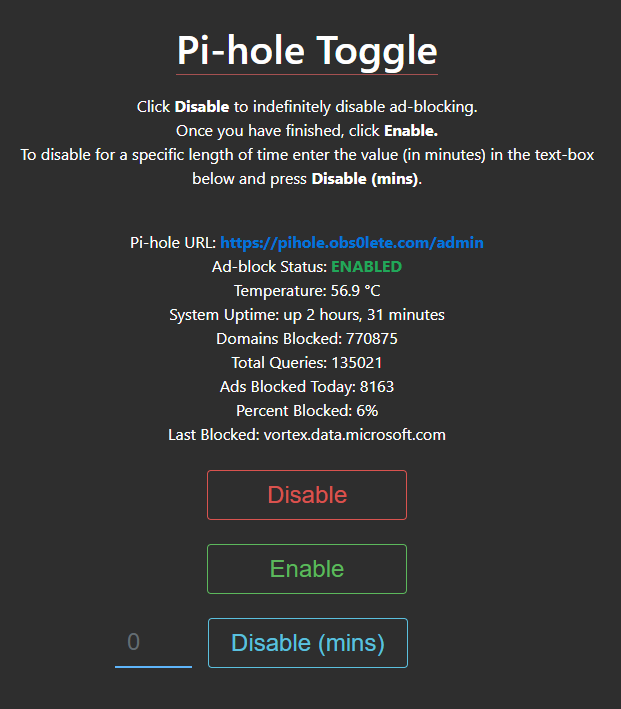 Pi-hole Toggle
Click Disable to indefinitely disable ad-blocking.
Once you have finished, click Enable.
To disable for a specific length of time enter the value (in minutes) in the text-box
below and press Disable (mins).
Pi-hole URL: https://pihole.obs0lete.com/admin
Ad-block Status: ENABLED
Temperature: 56.9 °C
System Uptime: up 2 hours, 31 minutes
Domains Blocked: 770875
Total Queries: 135021
Ads Blocked Today: 8163
Percent Blocked: 6%
Last Blocked: vortex.data.microsoft.com
Disable
Enable
0 Disable (mins)